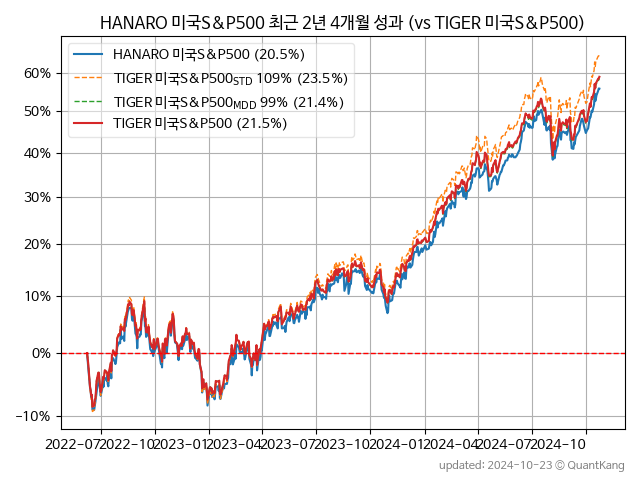 HANARO 미국S&P500 최근 2년 4개월 성과 (vs TIGER 미국S&P500)
HANARO 미국S&P500 (20.5%)
TIGER 미국S&P500STD 109% (23.5%)
TIGER 미국S&P500MDD 99% (21.4%)
TIGER 미국S&P500 (21.5%)
60%
50%
40%
30%
20%
10%
0%
−10%
2022-07 2022-10 2023-01 2023-04 2023-07 2023-10 2024-01 2024-04 2024-07 2024-10
updated: 2024-10-23 © QuantKang